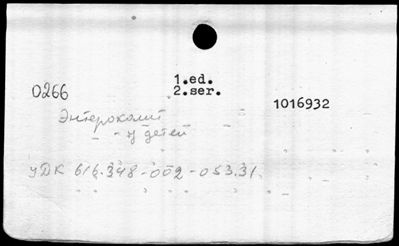 1.ed.
0266
2.ser.
1016932
Энтероколит
- - у детей
УДК 616.348-002-053.31.